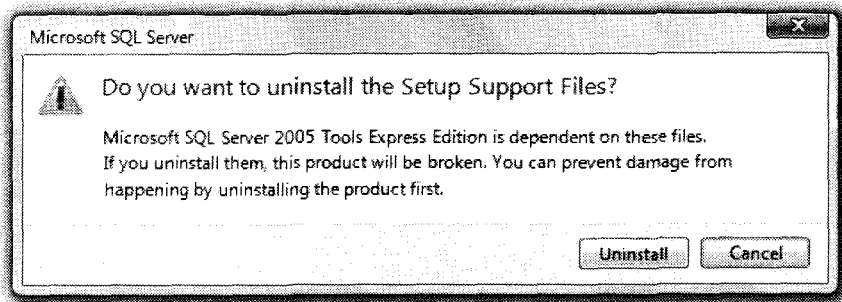 Microsoft SQL Server
Do you want to uninstall the Setup Support Files?
Microsoft SQL Server 2005 Tools Express Edition is dependent on these files.
If you uninstall them, this product will be broken. You can prevent damage from
happening by uninstalling the product first.
Uninstall
Cancel